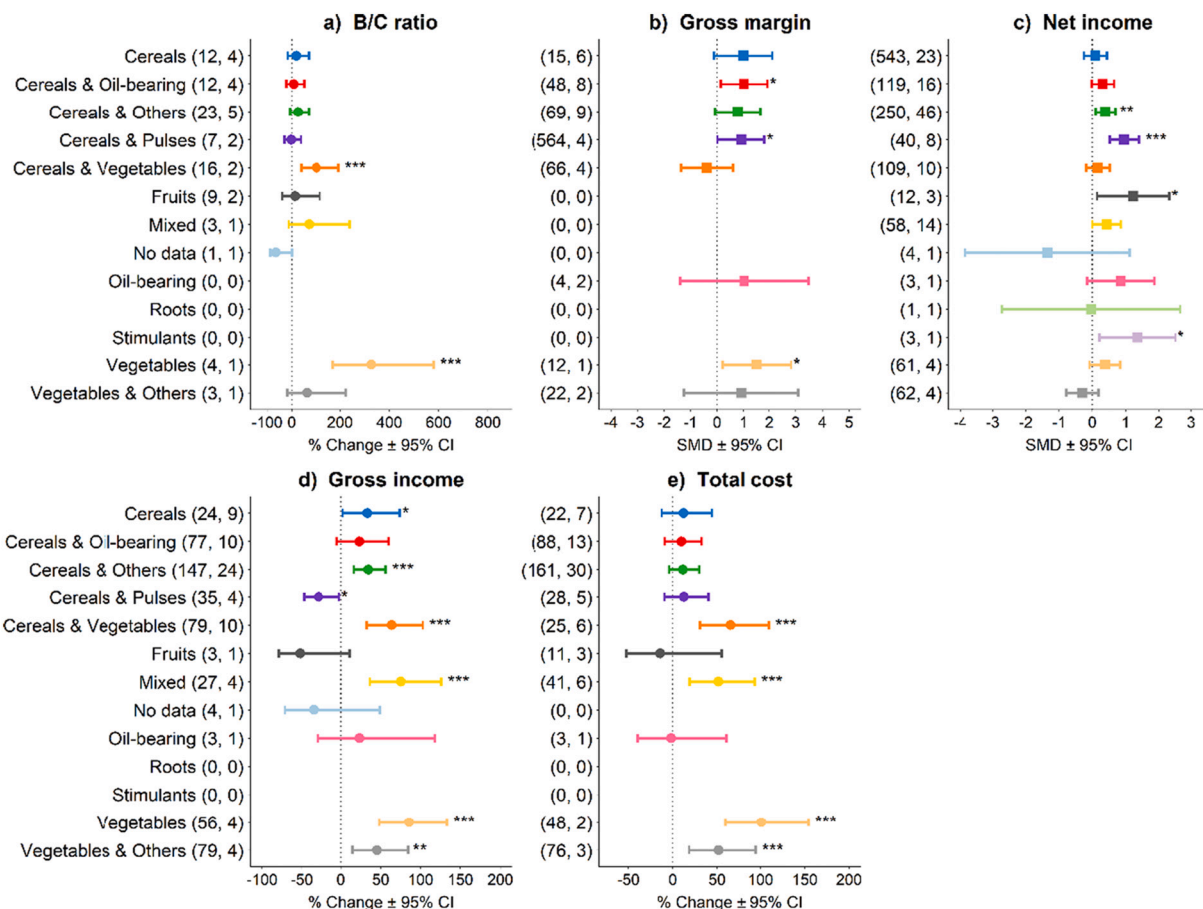 a) B/C ratio b) Gross margin c) Net income
Cereals (12, 4) (15, 6) (543, 23)
Cereals & Oil-bearing (12, 4) (48, 8) * (119, 16)
Cereals & Others (23, 5) (69, 9) (250, 46) **
Cereals & Pulses (7, 2) (564, 4) * (40, 8) ***
Cereals & Vegetables (16, 2) *** (66, 4) (109, 10)
Fruits (9, 2) (0, 0) (12, 3) *
Mixed (3, 1) (0, 0) (58, 14)
No data (1, 1) (0, 0) (4, 1)
Oil-bearing (0, 0) (4, 2) (3, 1)
Roots (0, 0) (0, 0) (1, 1)
Stimulants (0, 0) (0, 0) (3, 1) *
Vegetables (4, 1) *** (12, 1) * (61, 4)
Vegetables & Others (3, 1) (22, 2) (62, 4)
-100 0 200 400 600 800 -4 -3 -2 -1 0 1 2 3 4 5 -4 -3 -2 -1 0 1 2 3
% Change ± 95% CI SMD ± 95% CI SMD ± 95% CI
d) Gross income e) Total cost
Cereals (24, 9) * (22, 7)
Cereals & Oil-bearing (77, 10) (88, 13)
Cereals & Others (147, 24) *** (161, 30)
Cereals & Pulses (35, 4) * (28, 5)
Cereals & Vegetables (79, 10) *** (25, 6) ***
Fruits (3, 1) (11, 3)
Mixed (27, 4) *** (41, 6) ***
No data (4, 1) (0, 0)
Oil-bearing (3, 1) (3, 1)
Roots (0, 0) (0, 0)
Stimulants (0, 0) (0, 0)
Vegetables (56, 4) *** (48, 2) ***
Vegetables & Others (79, 4) ** (76, 3) ***
-100 -50 0 50 100 150 200 -50 0 50 100 150 200
% Change ± 95% CI % Change ± 95% CI